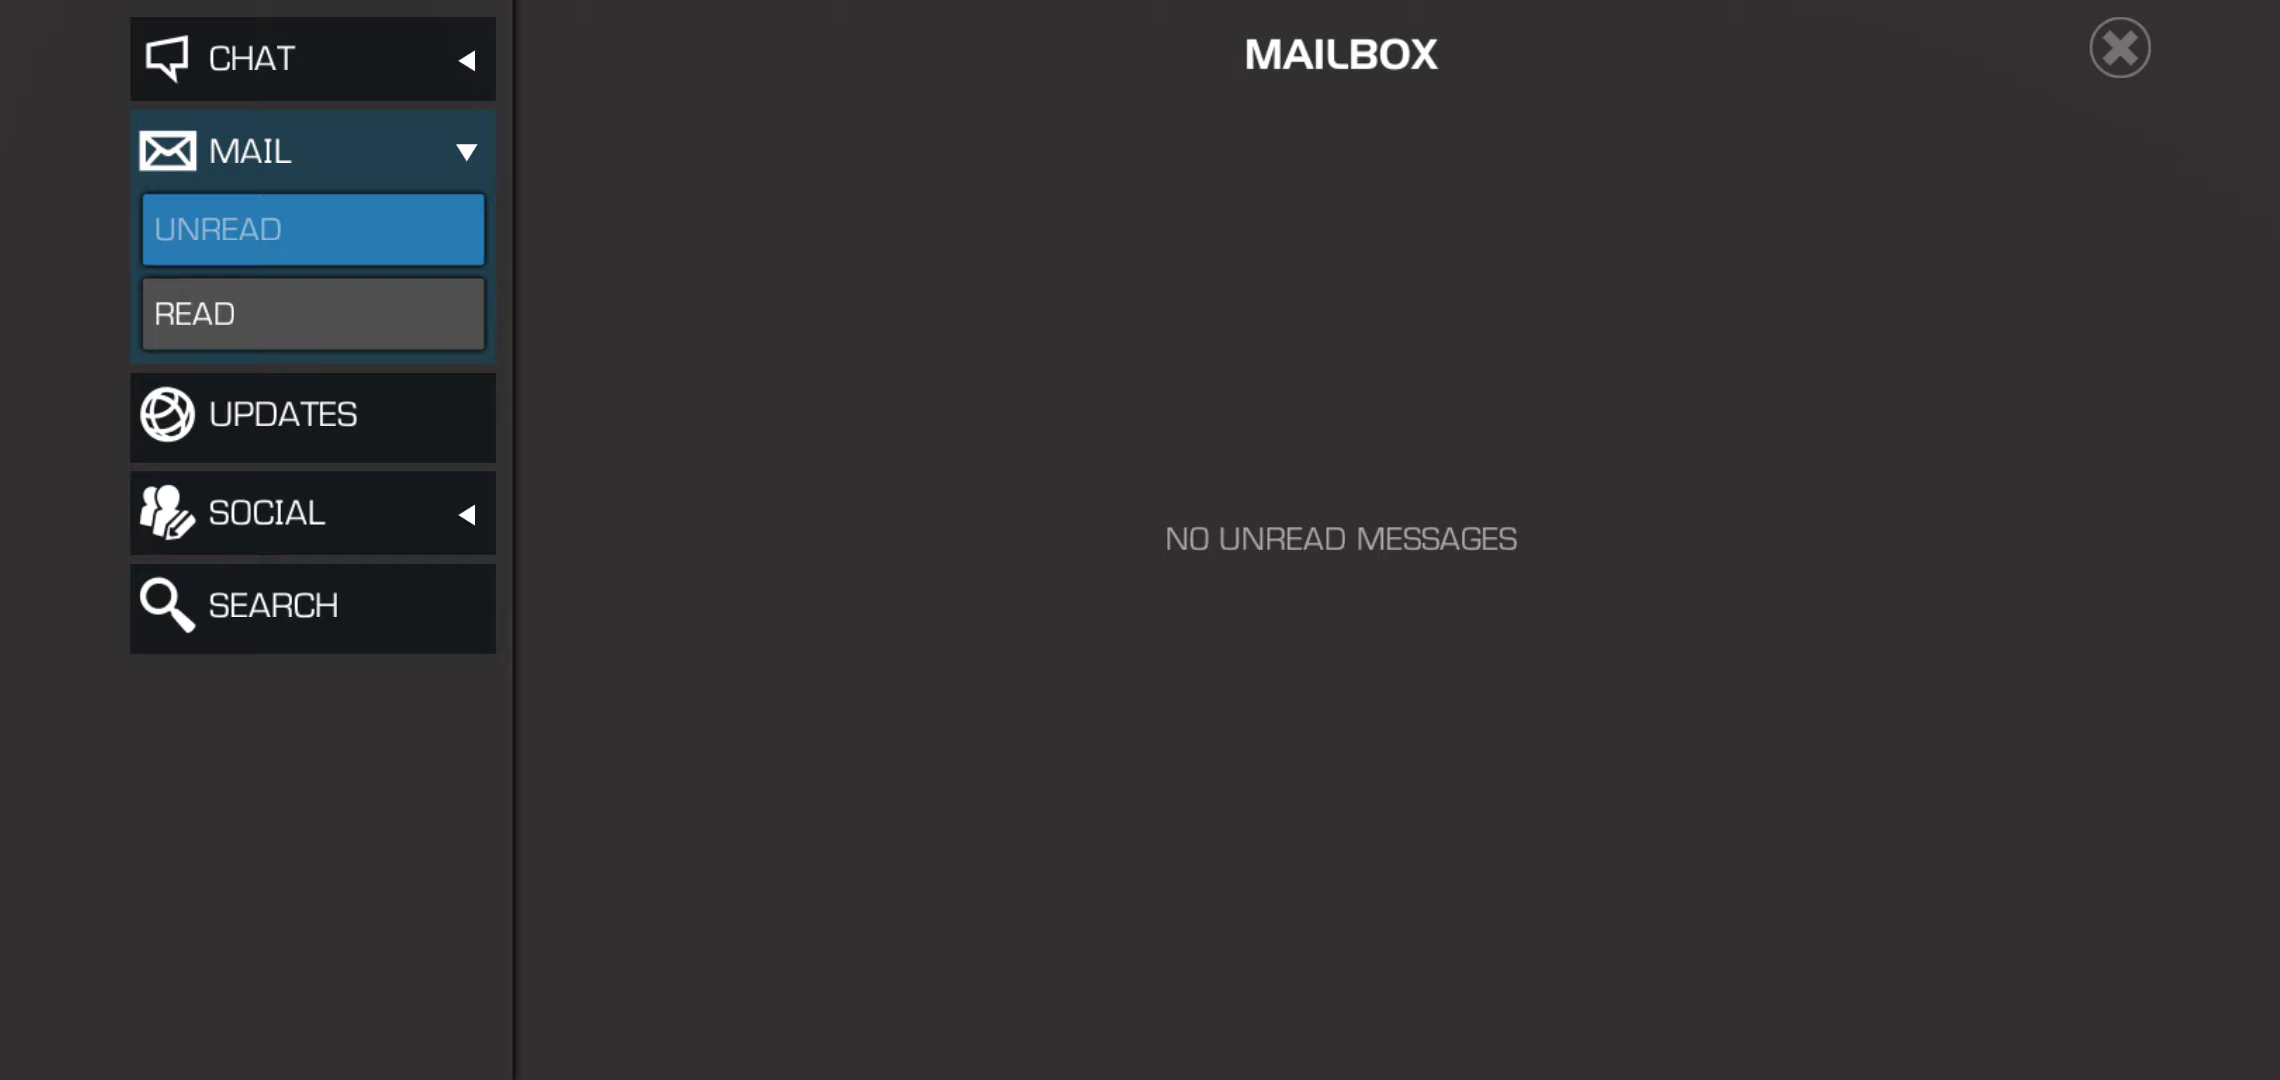 CHAT
MAILBOX
MAIL
UNREAD
READ
UPDATES
SOCIAL
SEARCH
NO UNREAD MESSAGES